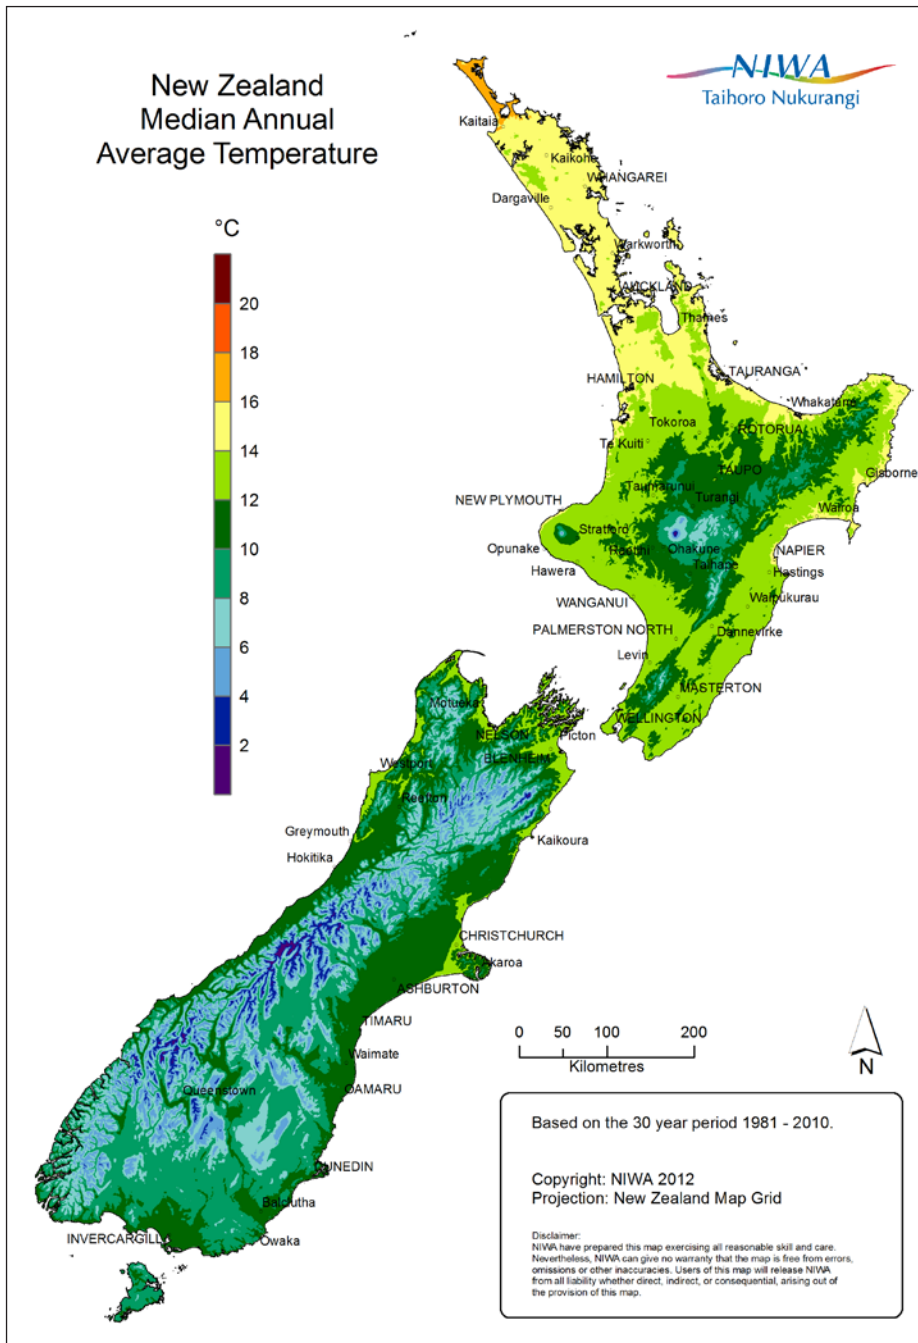 New Zealand
Median Annual
Average Temperature
NIWA
Taihoro Nukurangi
°C
20
18
16
14
12
10
8
6
4
2
Kaitaia
Kaikohe
WHANGAREI
Dargaville
Warkworth
AUCKLAND
Thames
TAURANGA
HAMILTON
Whakatane
Tokoroa
ROTORUA
Te Kuiti
TAUPO
Gisborne
Taumarunui
Turangi
NEW PLYMOUTH
Wairoa
Stratford
Opunake
Raetihi
Ohakune
NAPIER
Taihape
Hawera
Hastings
WANGANUI
Waipukurau
PALMERSTON NORTH
Dannevirke
Levin
MASTERTON
WELLINGTON
Motueka
NELSON
Picton
BLENHEIM
Westport
Reefton
Greymouth
Kaikoura
Hokitika
CHRISTCHURCH
Akaroa
ASHBURTON
TIMARU
Waimate
Queenstown
OAMARU
DUNEDIN
Balclutha
INVERCARGILL
Owaka
0 50 100 200
Kilometres
N
Based on the 30 year period 1981 - 2010.
Copyright: NIWA 2012
Projection: New Zealand Map Grid
Disclaimer:
NIWA have prepared this map exercising all reasonable skill and care.
Nevertheless, NIWA can give no warranty that the map is free from errors,
omissions or other inaccuracies. Users of this map will release NIWA
from all liability whether direct, indirect, or consequential, arising out of
the provision of this map.